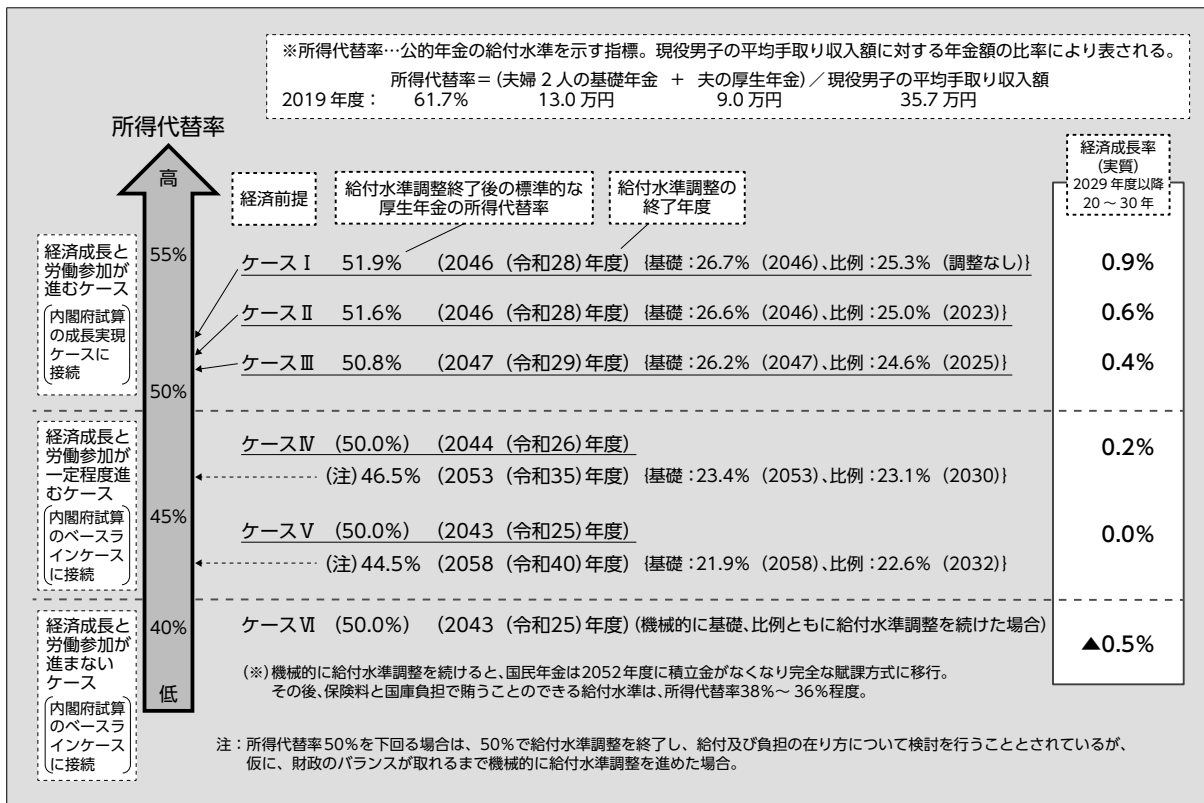 ※所得代替率…公的年金の給付水準を示す指標。現役男子の平均手取り収入額に対する年金額の比率により表される。
所得代替率＝(夫婦２人の基礎年金 ＋ 夫の厚生年金)／現役男子の平均手取り収入額
2019年度： 61.7% 13.0万円 9.0万円 35.7万円
所得代替率
高
経済前提
給付水準調整終了後の標準的な
厚生年金の所得代替率
給付水準調整の
終了年度
経済成長率
(実質)
2029年度以降
20～30年
経済成長と
労働参加が
進むケース
内閣府試算
の成長実現
ケースに
接続
55%
ケースⅠ 51.9% (2046 (令和28)年度) {基礎：26.7% (2046)、比例：25.3% (調整なし)} 0.9%
ケースⅡ 51.6% (2046 (令和28)年度) {基礎：26.6% (2046)、比例：25.0% (2023)} 0.6%
ケースⅢ 50.8% (2047 (令和29)年度) {基礎：26.2% (2047)、比例：24.6% (2025)} 0.4%
50%
経済成長と
労働参加が
一定程度進
むケース
内閣府試算
のベースラ
インケース
に接続
ケースⅣ (50.0%) (2044 (令和26)年度) 0.2%
(注)46.5% (2053 (令和35)年度) {基礎：23.4% (2053)、比例：23.1% (2030)}
45%
ケースⅤ (50.0%) (2043 (令和25)年度) 0.0%
(注)44.5% (2058 (令和40)年度) {基礎：21.9% (2058)、比例：22.6% (2032)}
経済成長と
労働参加が
進まない
ケース
内閣府試算
のベースラ
インケース
に接続
40%
ケースⅥ (50.0%) (2043 (令和25)年度) (機械的に基礎、比例ともに給付水準調整を続けた場合) ▲0.5%
(※)機械的に給付水準調整を続けると、国民年金は2052年度に積立金がなくなり完全な賦課方式に移行。
その後、保険料と国庫負担で賄うことのできる給付水準は、所得代替率38%～36%程度。
低
注：所得代替率50%を下回る場合は、50%で給付水準調整を終了し、給付及び負担の在り方について検討を行うこととされているが、
仮に、財政のバランスが取れるまで機械的に給付水準調整を進めた場合。